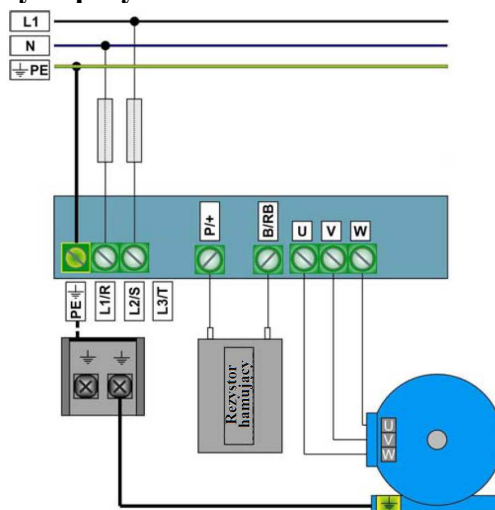 L1
N
⏚ PE
P/+
B/RB
U
V
W
PE ⏚
L1/R
L2/S
L3/T
Rezystor
hamujący
U
V
W